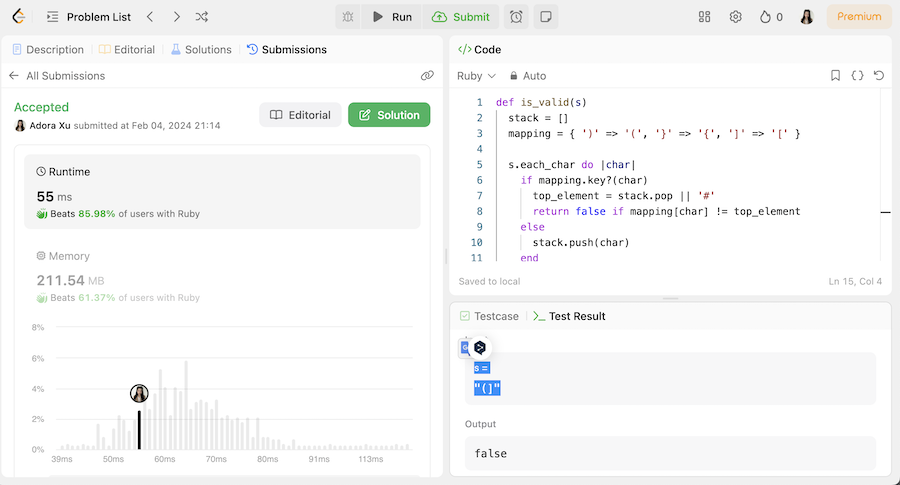 Problem List
Run
Submit
0
Premium
Description
Editorial
Solutions
Submissions
All Submissions
Accepted
Adora Xu submitted at Feb 04, 2024 21:14
Editorial
Solution
Runtime
55 ms
Beats 85.98% of users with Ruby
Memory
211.54 MB
Beats 61.37% of users with Ruby
8%
6%
4%
2%
0%
39ms 50ms 60ms 70ms 80ms 91ms 113ms
</> Code
Ruby
Auto
1 def is_valid(s)
2 stack = []
3 mapping = { ')' => '(', '}' => '{', ']' => '[' }
4
5 s.each_char do |char|
6 if mapping.key?(char)
7 top_element = stack.pop || '#'
8 return false if mapping[char] != top_element
9 else
10 stack.push(char)
11 end
Saved to local
Ln 15, Col 4
Testcase
>_ Test Result
s =
"(]"
Output
false